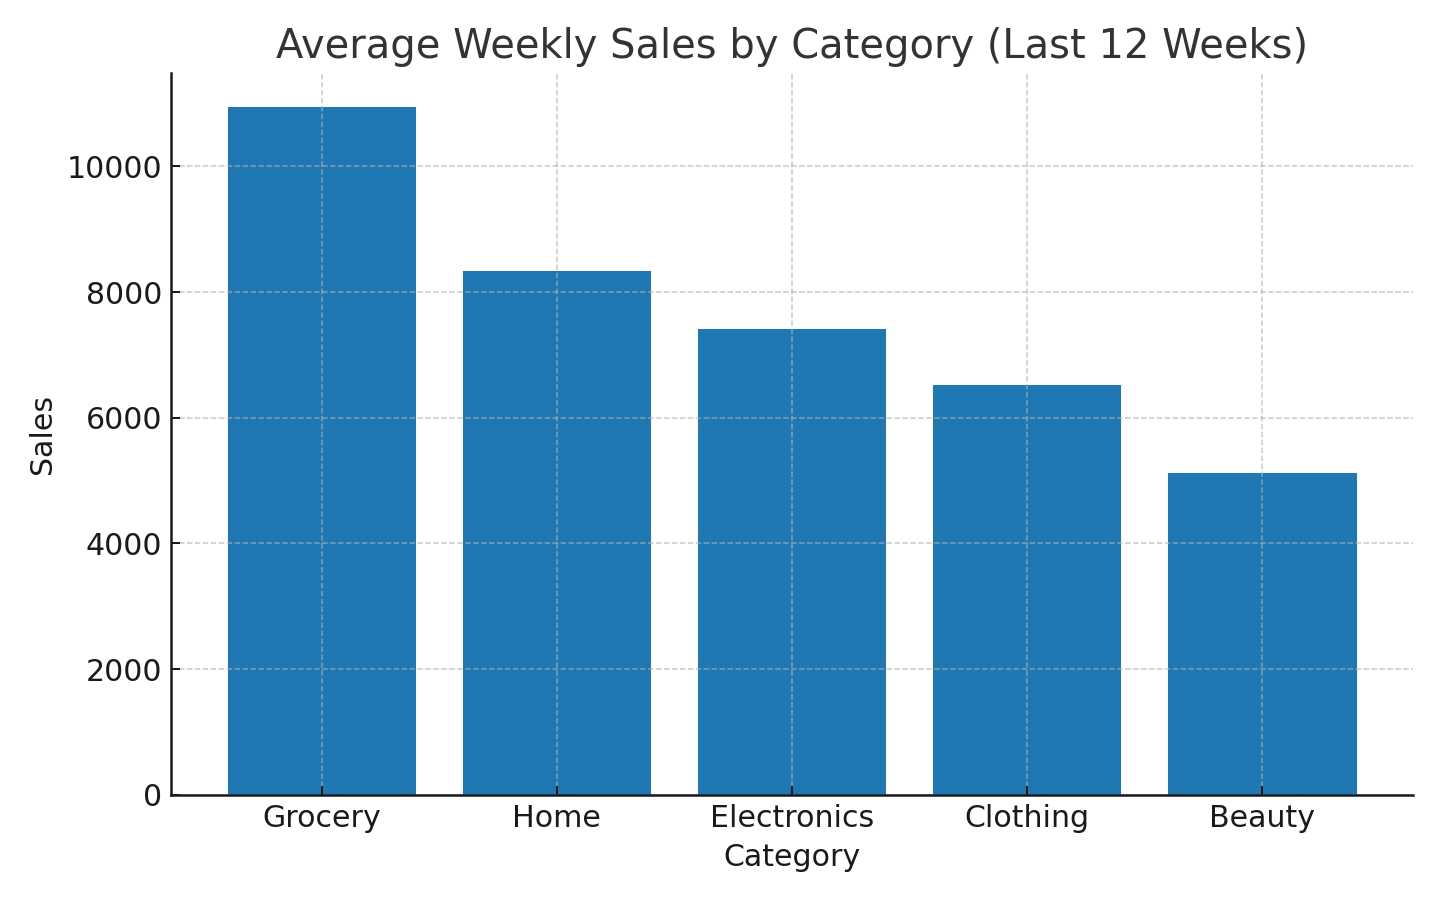 Average Weekly Sales by Category (Last 12 Weeks)
Sales
10000
8000
6000
4000
2000
0
Grocery Home Electronics Clothing Beauty
Category